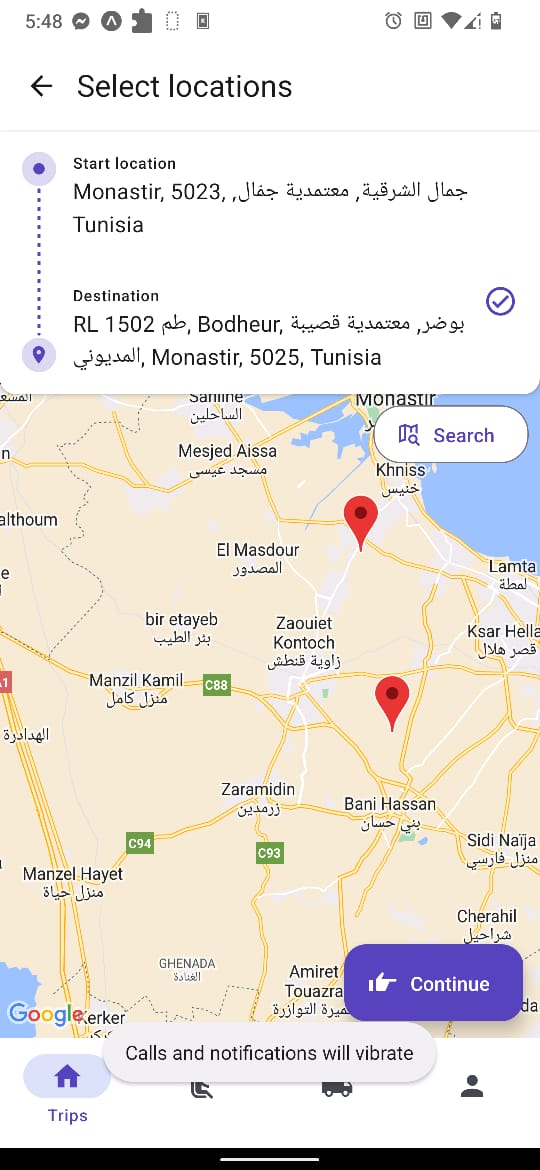 5:48
Select locations
Start location
Monastir, 5023, جمال الشرقية, معتمدية جمّال,
Tunisia
Destination
RL 1502 طم, Bodheur, بوضر, معتمدية قصيبة
المديوني, Monastir, 5025, Tunisia
Sahline
الساحلين
Monastir
Search
Mesjed Aissa
مسجد عيسى
Khniss
خنيس
althoum
El Masdour
المصدور
Lamta
لمطة
bir etayeb
بئر الطيب
Zaouiet
Kontoch
زاوية قنطش
Ksar Hella
قصر هلال
Manzil Kamil
منزل كامل
C88
الهدادرة
Zaramidin
زرمدين
Bani Hassan
بني حسان
C94
C93
Sidi Naïja
منزل فارسي
Manzel Hayet
منزل حياة
Cherahil
شراحيل
GHENADA
الغنادة
Amiret
Touazra
ميرة التوازرة
Continue
Google
Kerker
Calls and notifications will vibrate
Trips